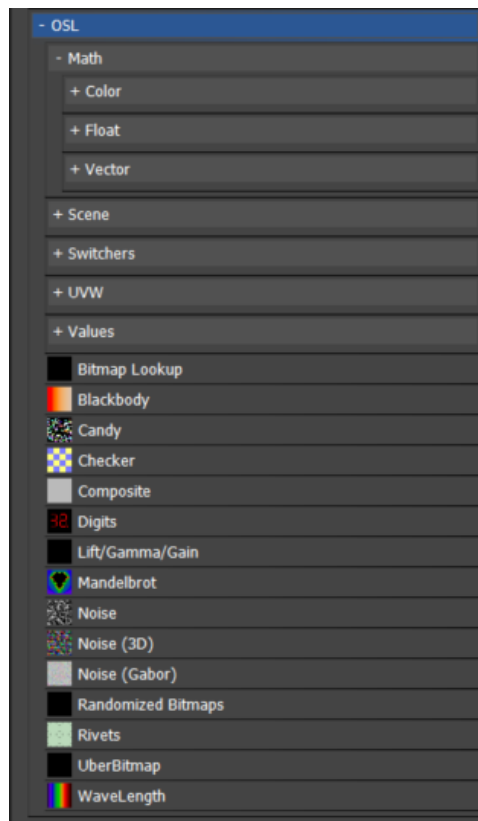 - OSL
- Math
+ Color
+ Float
+ Vector
+ Scene
+ Switchers
+ UVW
+ Values
Bitmap Lookup
Blackbody
Candy
Checker
Composite
32. Digits
Lift/Gamma/Gain
Mandelbrot
Noise
Noise (3D)
Noise (Gabor)
Randomized Bitmaps
Rivets
UberBitmap
WaveLength